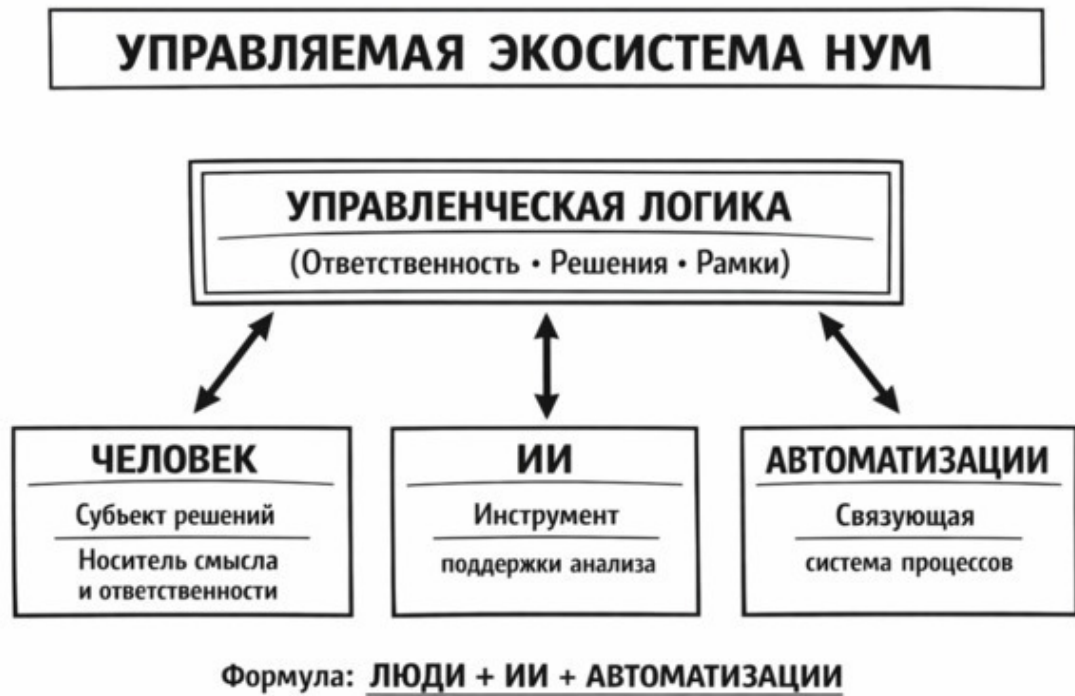 УПРАВЛЯЕМАЯ ЭКОСИСТЕМА НУМ
УПРАВЛЕНЧЕСКАЯ ЛОГИКА
(Ответственность • Решения • Рамки)
ЧЕЛОВЕК
Субьект решений
Носитель смысла
и ответственности
ИИ
Инструмент
поддержки анализа
АВТОМАТИЗАЦИИ
Связующая
система процессов
Формула: ЛЮДИ + ИИ + АВТОМАТИЗАЦИИ